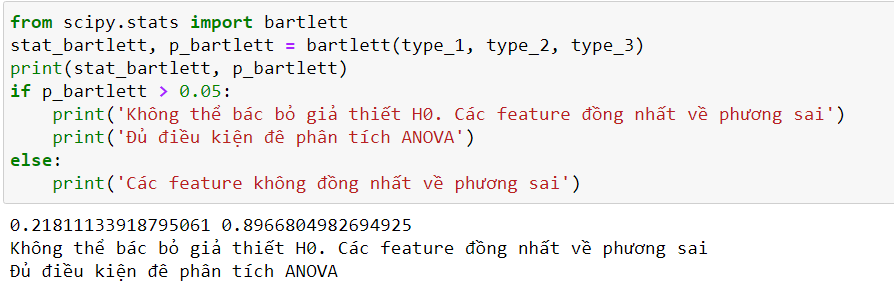 from scipy.stats import bartlett
stat_bartlett, p_bartlett = bartlett(type_1, type_2, type_3)
print(stat_bartlett, p_bartlett)
if p_bartlett > 0.05:
    print('Không thể bác bỏ giả thiết H0. Các feature đồng nhất về phương sai')
    print('Đủ điều kiện đê phân tích ANOVA')
else:
    print('Các feature không đồng nhất về phương sai')
0.21811133918795061 0.8966804982694925
Không thể bác bỏ giả thiết H0. Các feature đồng nhất về phương sai
Đủ điều kiện đê phân tích ANOVA